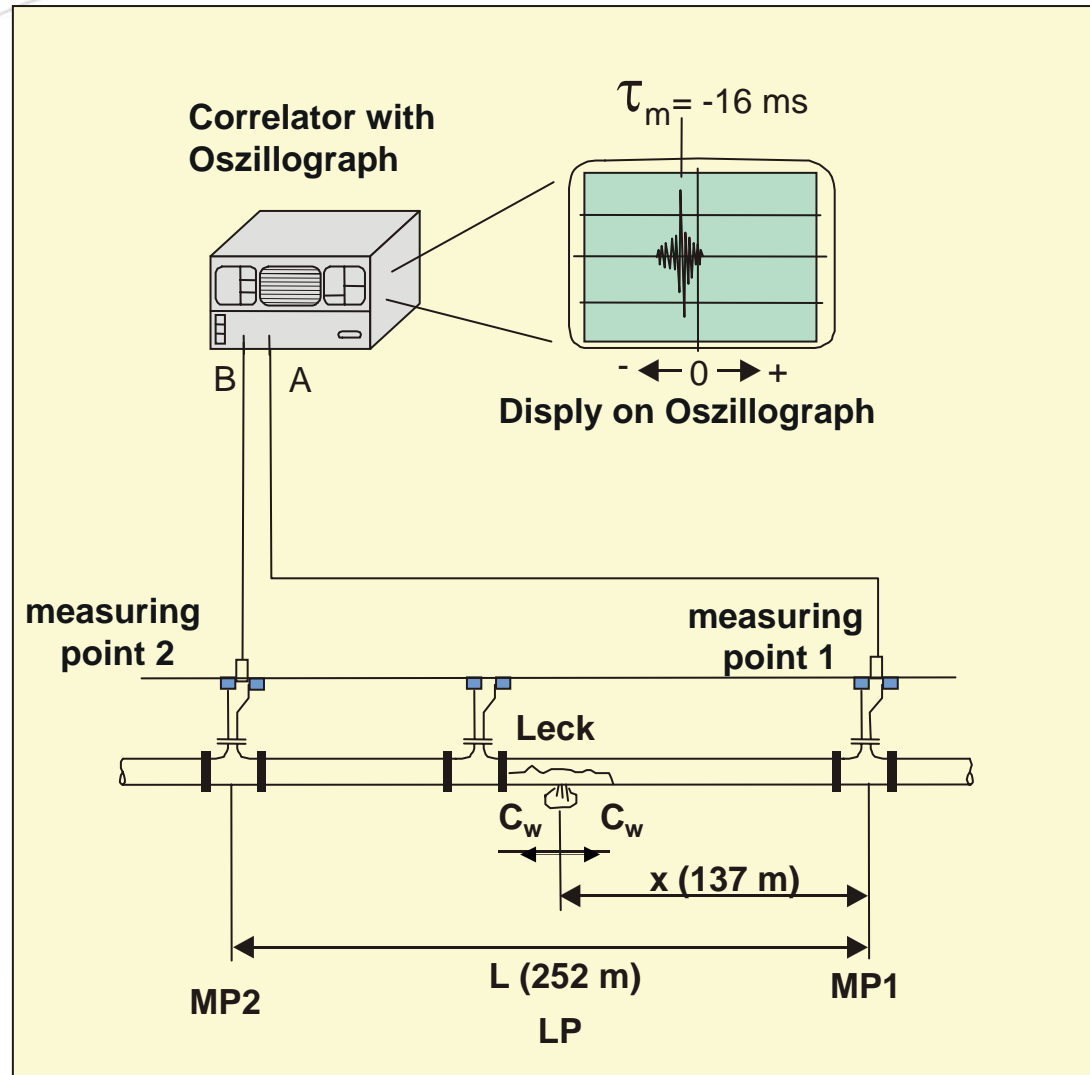 τm= -16 ms
Correlator with
Oszillograph
B A
- 0 +
Disply on Oszillograph
measuring
point 2
measuring
point 1
Leck
Cw Cw
x (137 m)
L (252 m)
MP2
MP1
LP